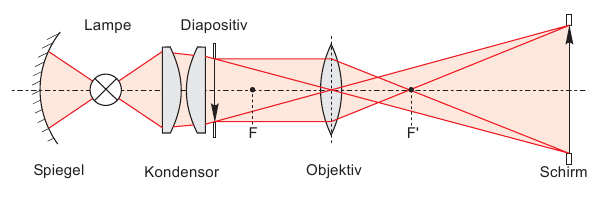 Lampe
Diapositiv
F
F'
Spiegel
Kondensor
Objektiv
Schirm